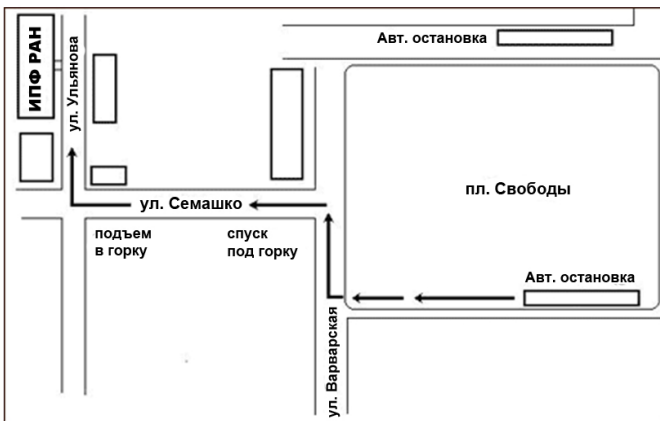 ИПФ РАН
ул. Ульянова
Авт. остановка
пл. Свободы
ул. Семашко
подъем
в горку
спуск
под горку
Авт. остановка
ул. Варварская